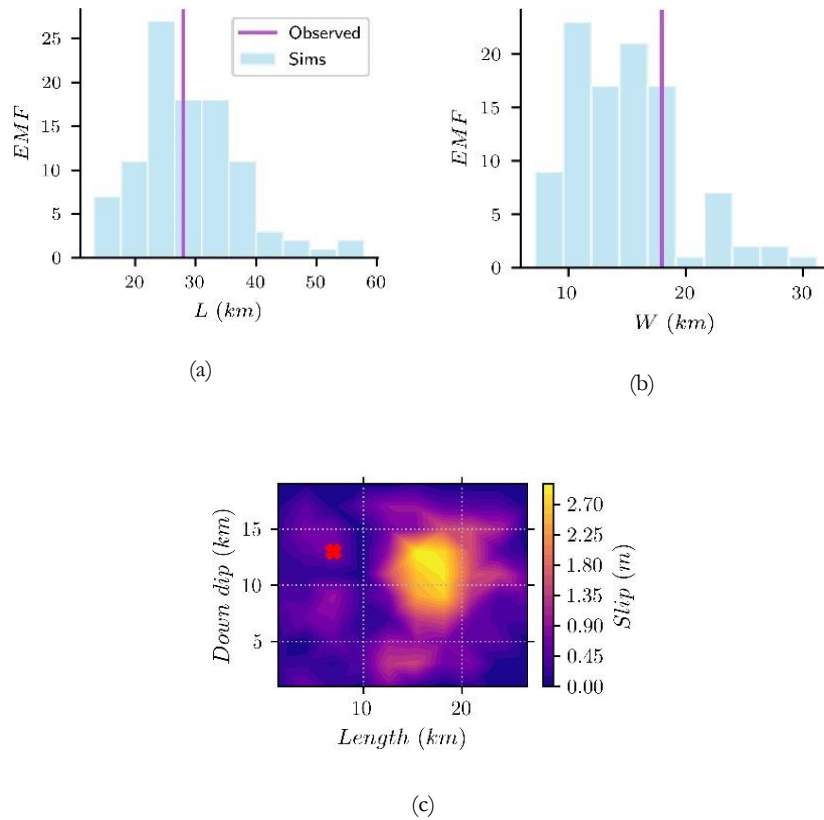 25
20
15
10
5
0
EMF
Observed
Sims
20 30 40 50 60
L (km)
(a)
20
15
10
5
0
EMF
10 20 30
W (km)
(b)
15
10
5
Down dip (km)
10 20
Length (km)
2.70
2.25
1.80
1.35
0.90
0.45
0.00
Slip (m)
(c)